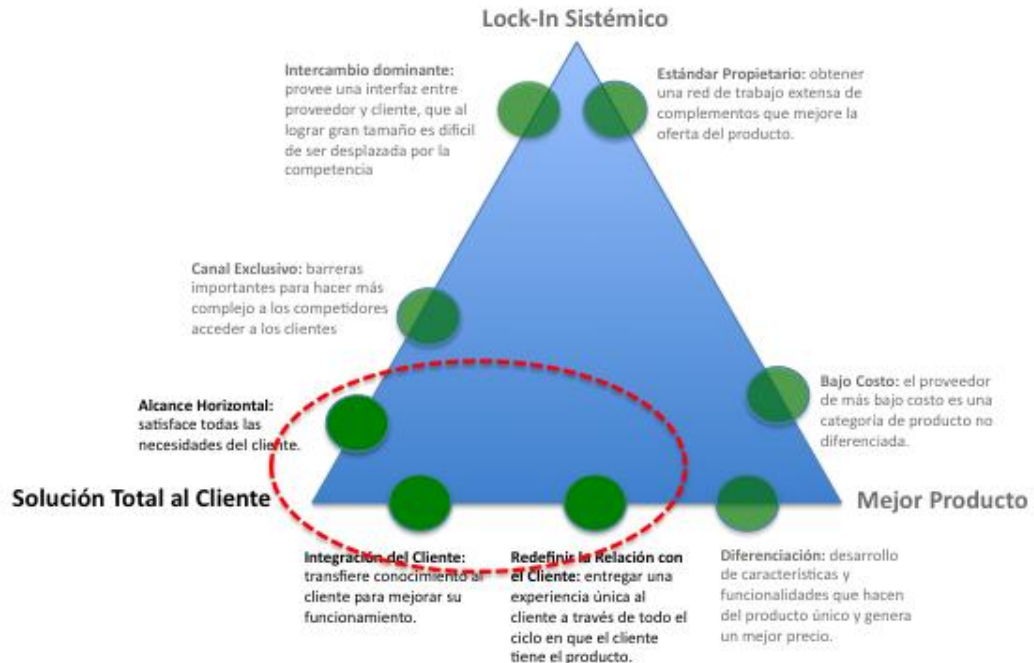 Lock-In Sistémico
Intercambio dominante:
provee una interfaz entre
proveedor y cliente, que al
lograr gran tamaño es difícil
de ser desplazada por la
competencia
Estándar Propietario: obtener
una red de trabajo extensa de
complementos que mejore la
oferta del producto.
Canal Exclusivo: barreras
importantes para hacer más
complejo a los competidores
acceder a los clientes
Bajo Costo: el proveedor
de más bajo costo es una
categoría de producto no
diferenciada.
Alcance Horizontal:
satisface todas las
necesidades del cliente.
Solución Total al Cliente
Mejor Producto
Integración del Cliente:
transfiere conocimiento al
cliente para mejorar su
funcionamiento.
Redefinir la Relación con
el Cliente: entregar una
experiencia única al
cliente a través de todo el
ciclo en que el cliente
tiene el producto.
Diferenciación: desarrollo
de características y
funcionalidades que hacen
del producto único y genera
un mejor precio.